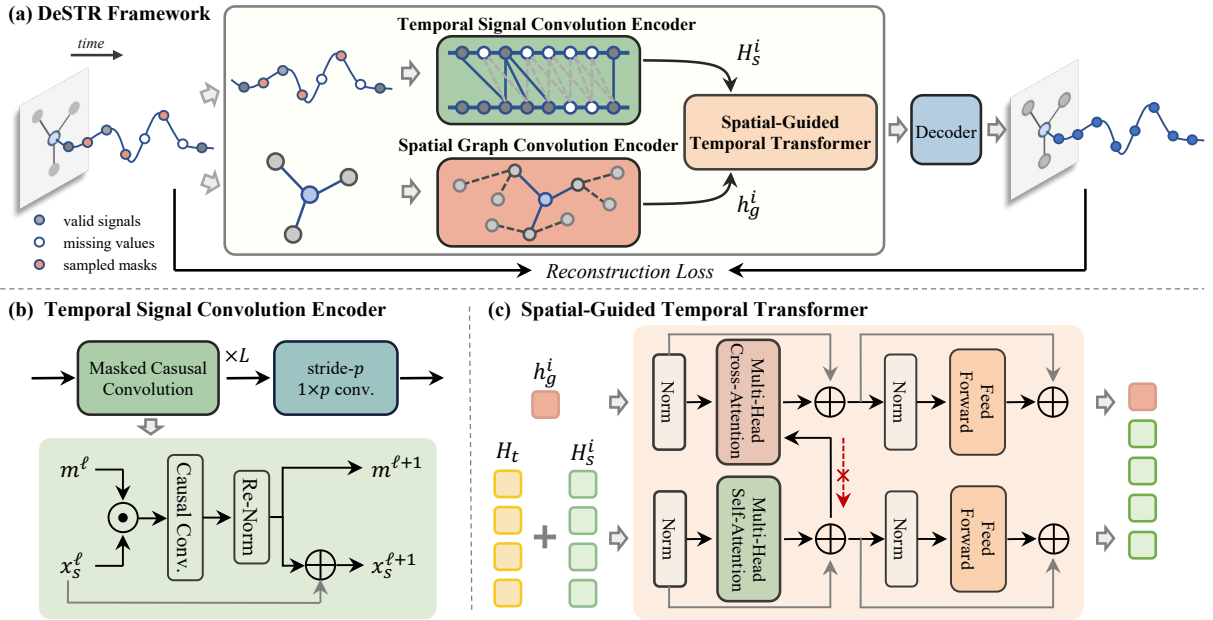 (a) DeSTR Framework
time
valid signals
missing values
sampled masks
Temporal Signal Convolution Encoder
Spatial Graph Convolution Encoder
H_s^i
h_g^i
Spatial-Guided
Temporal Transformer
Decoder
Reconstruction Loss
(b) Temporal Signal Convolution Encoder
Masked Casusal
Convolution
×L
stride-p
1×p conv.
m^ℓ
x_s^ℓ
Causal Conv.
Re-Norm
m^{ℓ+1}
x_s^{ℓ+1}
(c) Spatial-Guided Temporal Transformer
h_g^i
H_t
H_s^i
+
Norm
Multi-Head
Cross-Attention
Norm
Feed
Forward
Norm
Multi-Head
Self-Attention
Norm
Feed
Forward